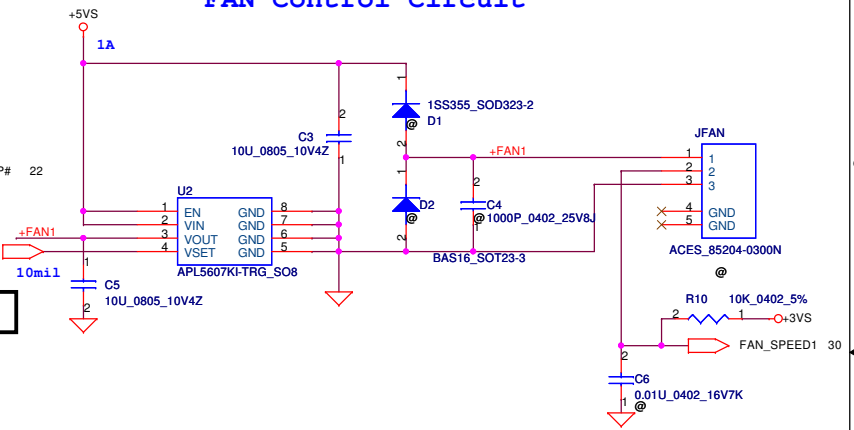 FAN Control Circuit
+5VS
1A
1
1SS355_SOD323-2
@
D1
2
2
C3
10U_0805_10V4Z
1
JFAN
+FAN1
1
2
3
1
2
3
4
5
GND
GND
ACES_85204-0300N
@
P#
22
U2
1
2
3
4
EN
VIN
VOUT
VSET
GND
GND
GND
GND
8
7
6
5
APL5607KI-TRG_SO8
+FAN1
10mil
1
C5
10U_0805_10V4Z
2
1
D2
@
2
BAS16_SOT23-3
2
C4
@
1000P_0402_25V8J
1
R10
10K_0402_5%
2
1
+3VS
FAN_SPEED1
30
2
C6
0.01U_0402_16V7K
1
@